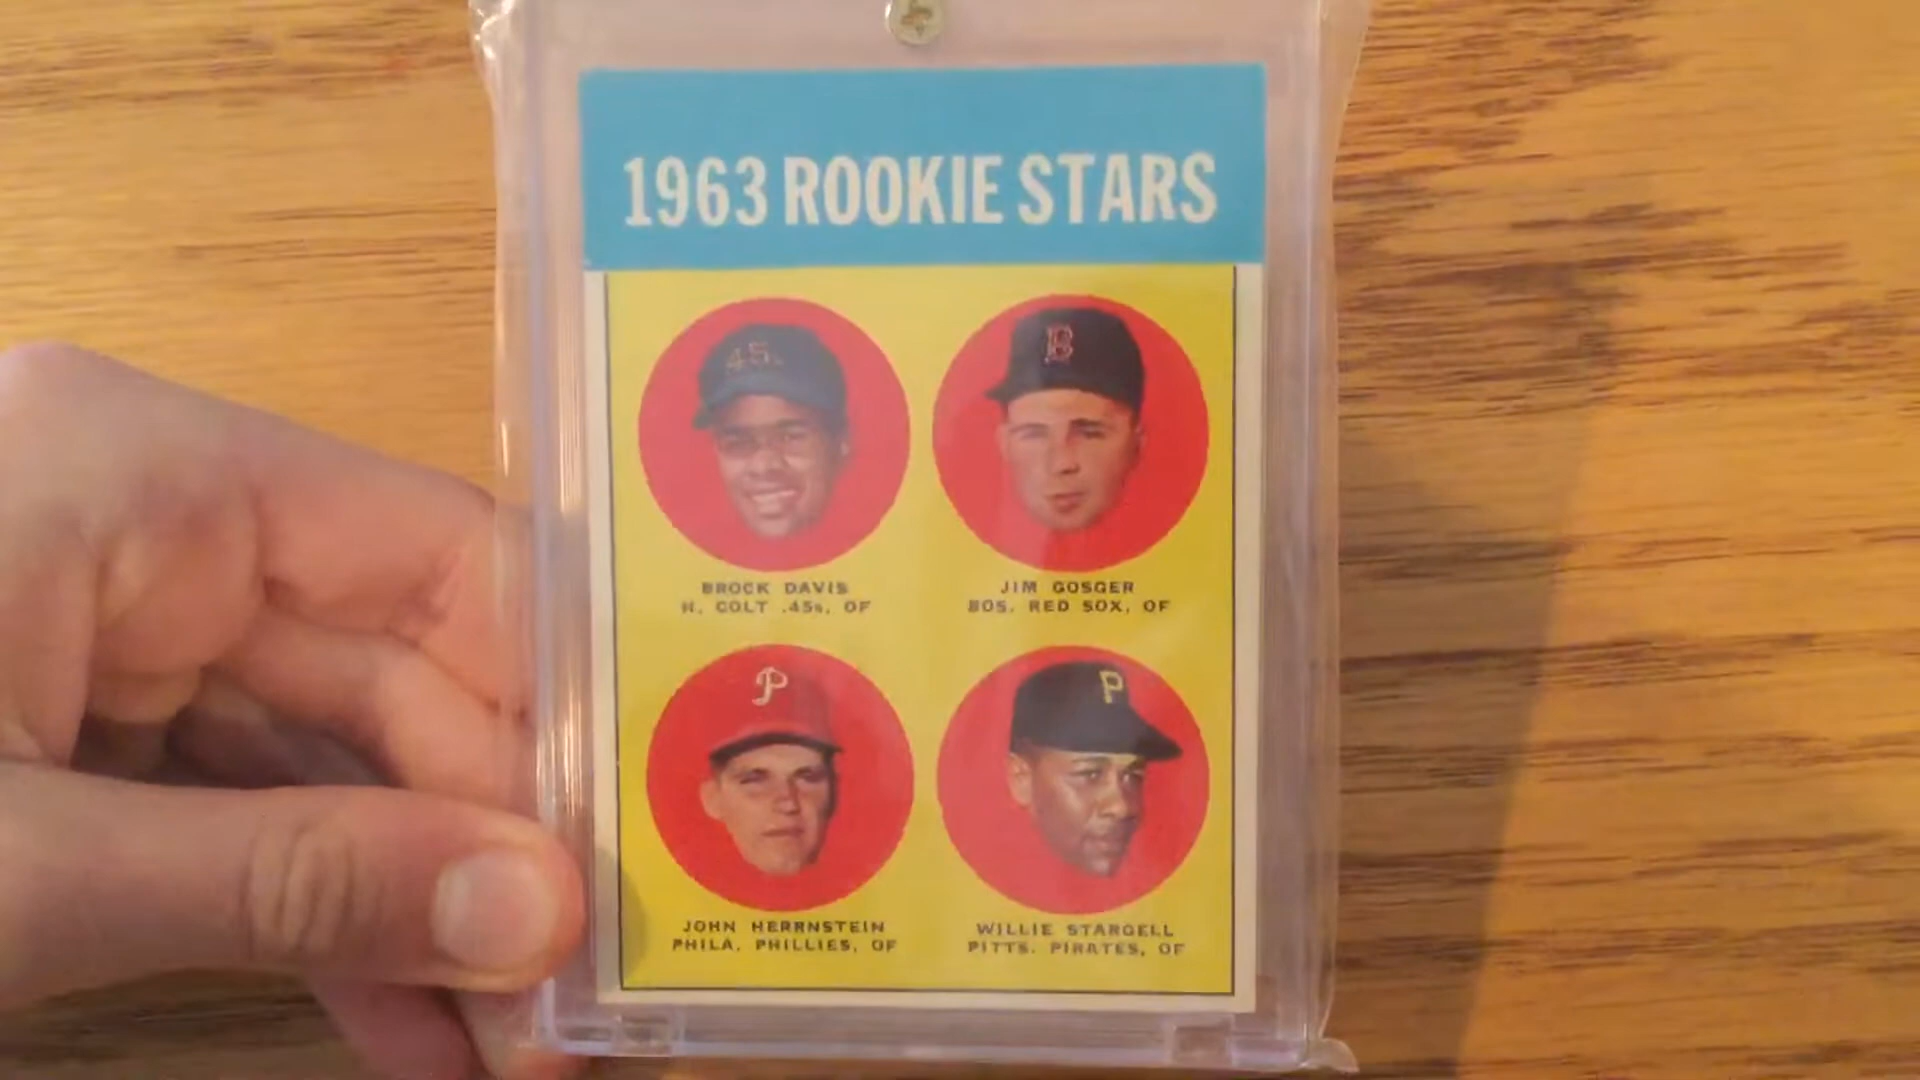 1963 ROOKIE STARS
45s
B
BROCK DAVIS
H. COLT .45s, OF
JIM GOSGER
BOS. RED SOX, OF
P
P
JOHN HERRNSTEIN
PHILA. PHILLIES, OF
WILLIE STARGELL
PITTS. PIRATES, OF